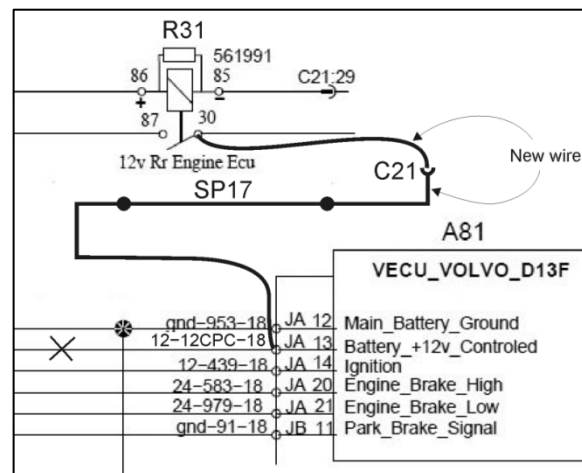 R31
561991
86
85
C21:29
+
–
87
30
12v Rr Engine Ecu
New wire
C21
SP17
A81
VECU_VOLVO_D13F
gnd-953-18 JA 12 Main_Battery_Ground
12-12CPC-18 JA 13 Battery_+12v_Controled
12-439-18 JA 14 Ignition
24-583-18 JA 20 Engine_Brake_High
24-979-18 JA 21 Engine_Brake_Low
gnd-91-18 JB 11 Park_Brake_Signal